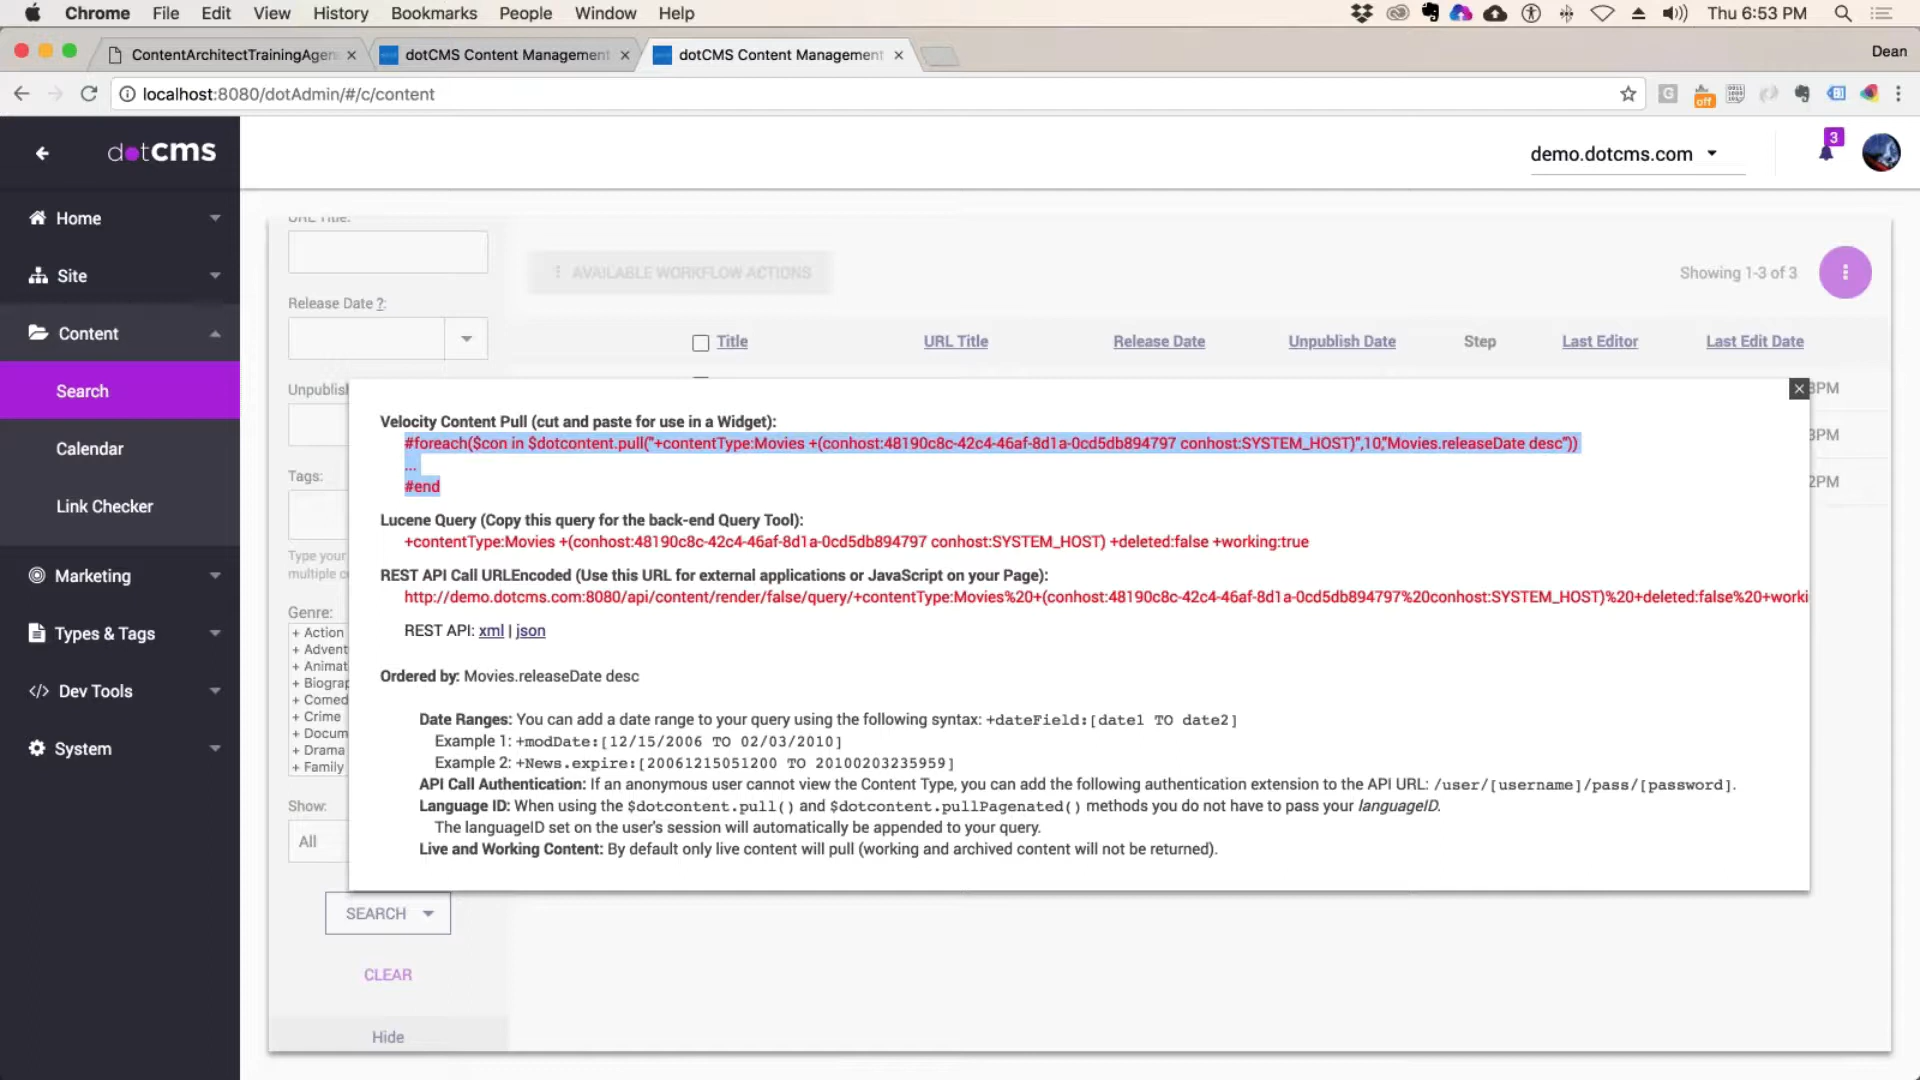 Chrome File Edit View History Bookmarks People Window Help Thu 6:53 PM
ContentArchitectTrainingAgen dotCMS Content Management dotCMS Content Management Dean
localhost:8080/dotAdmin/#/c/content
off
dotcms
demo.dotcms.com
3
Home
Site
Content
Search
Calendar
Link Checker
Marketing
Types & Tags
Dev Tools
System
URL Title:
Release Date ?:
AVAILABLE WORKFLOW ACTIONS
Showing 1-3 of 3
Title URL Title Release Date Unpublish Date Step Last Editor Last Edit Date
Unpublish
Tags:
Type your
multiple c
Genre:
+ Action
+ Advent
+ Animat
+ Biograp
+ Comed
+ Crime
+ Docum
+ Drama
+ Family
Show:
All
SEARCH
CLEAR
Hide
Velocity Content Pull (cut and paste for use in a Widget):
#foreach($con in $dotcontent.pull("+contentType:Movies +(conhost:48190c8c-42c4-46af-8d1a-0cd5db894797 conhost:SYSTEM_HOST)",10,"Movies.releaseDate desc"))
...
#end
Lucene Query (Copy this query for the back-end Query Tool):
+contentType:Movies +(conhost:48190c8c-42c4-46af-8d1a-0cd5db894797 conhost:SYSTEM_HOST) +deleted:false +working:true
REST API Call URLEncoded (Use this URL for external applications or JavaScript on your Page):
http://demo.dotcms.com:8080/api/content/render/false/query/+contentType:Movies%20+(conhost:48190c8c-42c4-46af-8d1a-0cd5db894797%20conhost:SYSTEM_HOST)%20+deleted:false%20+worki
REST API: xml | json
Ordered by: Movies.releaseDate desc
Date Ranges: You can add a date range to your query using the following syntax: +dateField:[date1 TO date2]
Example 1: +modDate:[12/15/2006 TO 02/03/2010]
Example 2: +News.expire:[20061215051200 TO 20100203235959]
API Call Authentication: If an anonymous user cannot view the Content Type, you can add the following authentication extension to the API URL: /user/[username]/pass/[password].
Language ID: When using the $dotcontent.pull() and $dotcontent.pullPagenated() methods you do not have to pass your languageID.
The languageID set on the user's session will automatically be appended to your query.
Live and Working Content: By default only live content will pull (working and archived content will not be returned).